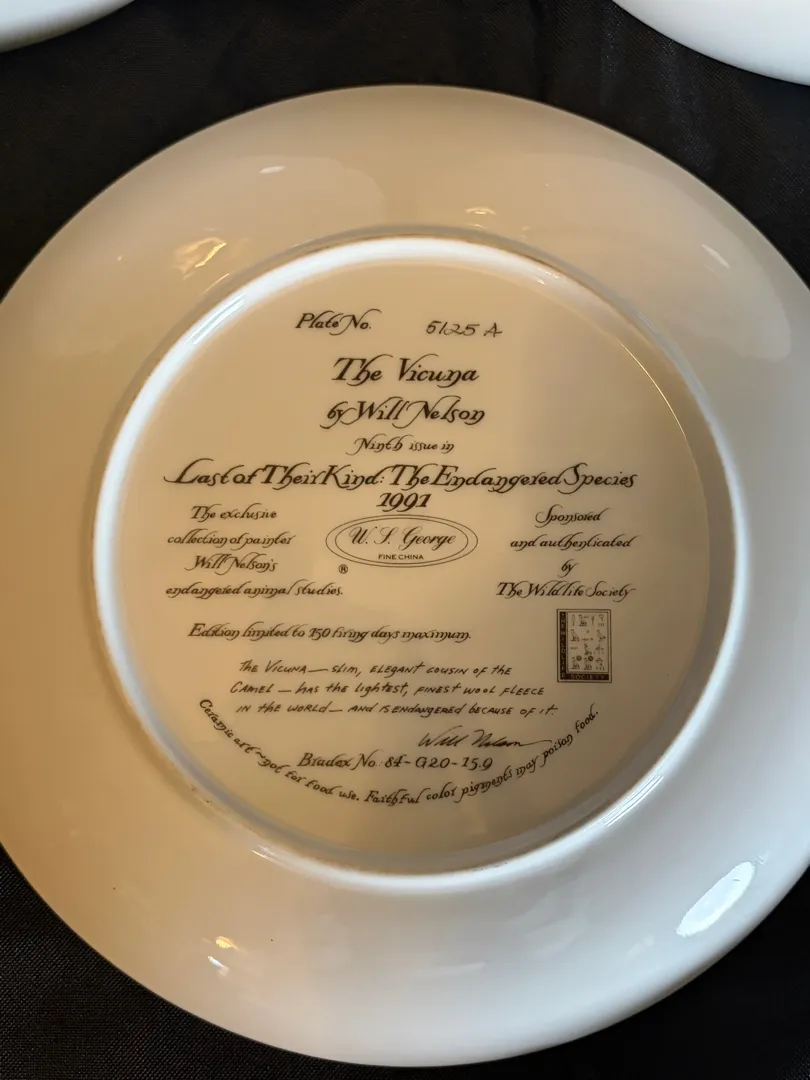 Plate No. 5125 A
The Vicuna
by Will Nelson
Ninth issue in
Last of Their Kind: The Endangered Species
1991
The exclusive
collection of painter
Will Nelson's
endangered animal studies.
W. S. George
FINE CHINA
®
Sponsored
and authenticated
by
The Wildlife Society
Edition limited to 150 firing days maximum.
THE WILDLIFE
SOCIETY
THE VICUNA — SLIM, ELEGANT COUSIN OF THE
CAMEL — HAS THE LIGHTEST, FINEST WOOL FLEECE
IN THE WORLD — AND IS ENDANGERED BECAUSE OF IT.
Will Nelson
Bradex No. 84-G20-15.9
Ceramic art ~ not for food use. Faithful color pigments may poison food.